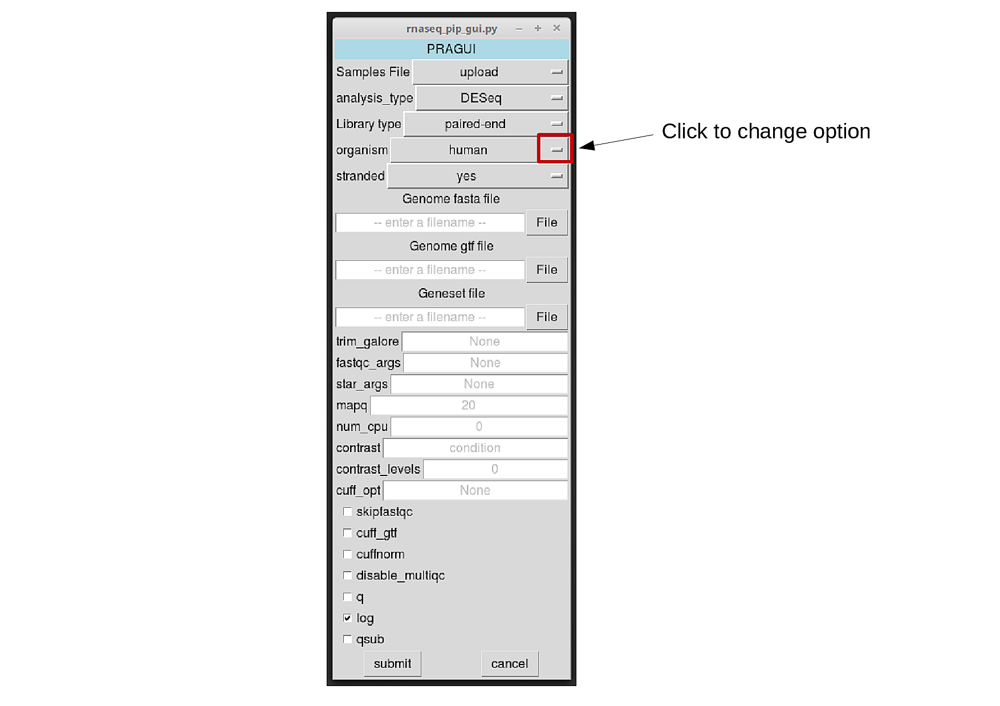 rnaseq_pip_gui.py
PRAGUI
Samples File upload
analysis_type DESeq
Library type paired-end
Click to change option
organism human
stranded yes
Genome fasta file
-- enter a filename -- File
Genome gtf file
-- enter a filename -- File
Geneset file
-- enter a filename -- File
trim_galore None
fastqc_args None
star_args None
mapq 20
num_cpu 0
contrast condition
contrast_levels 0
cuff_opt None
skipfastqc
cuff_gtf
cuffnorm
disable_multiqc
q
log
qsub
submit cancel